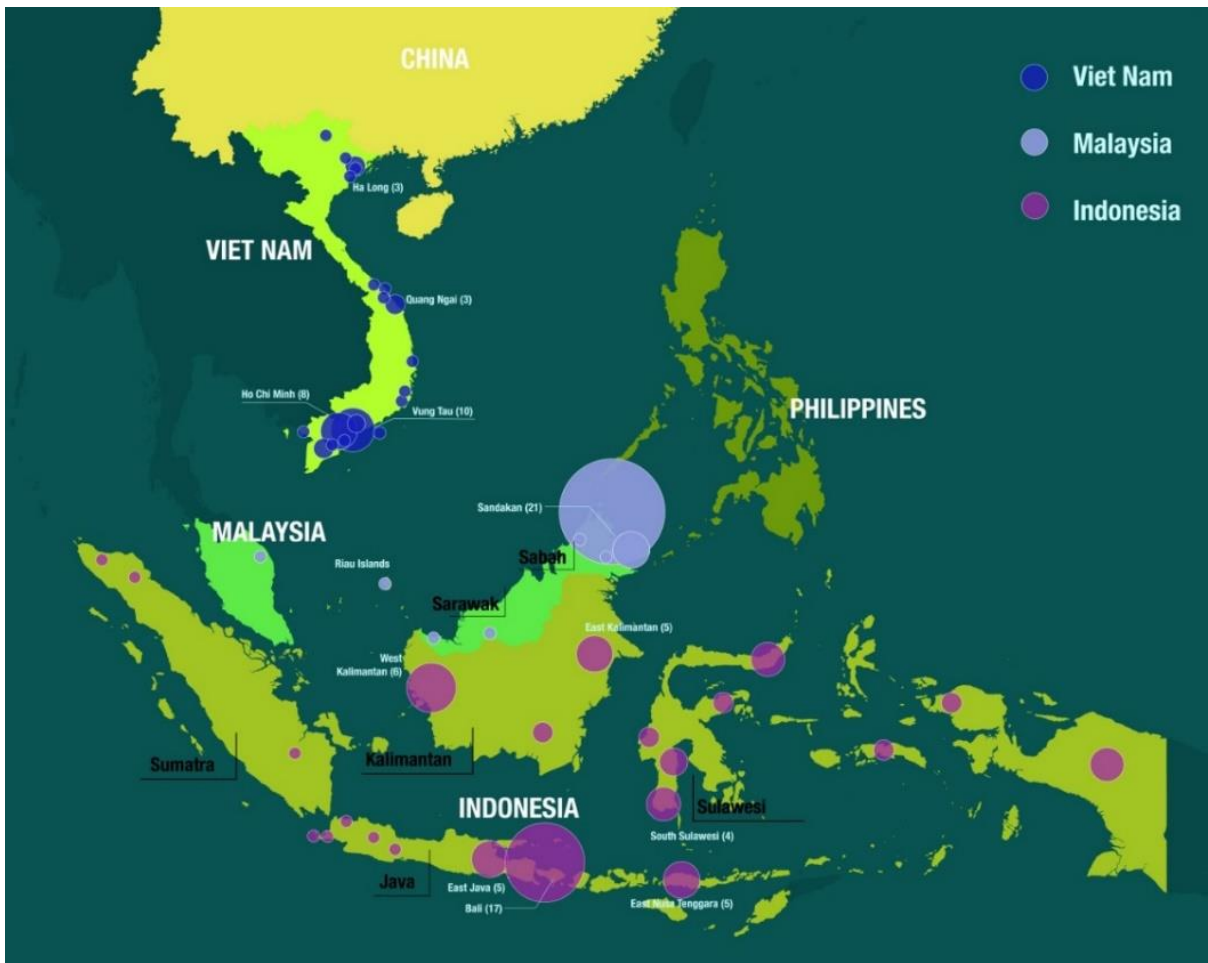 CHINA
Viet Nam
Malaysia
Indonesia
Ha Long (3)
VIET NAM
Quang Ngai (3)
Ho Chi Minh (8)
Vung Tau (10)
PHILIPPINES
Sandakan (21)
MALAYSIA
Sabah
Riau Islands
Sarawak
East Kalimantan (5)
West
Kalimantan (6)
Sumatra
Kalimantan
INDONESIA
Sulawesi
South Sulawesi (4)
Java
East Java (5)
Bali (17)
East Nusa Tenggara (5)